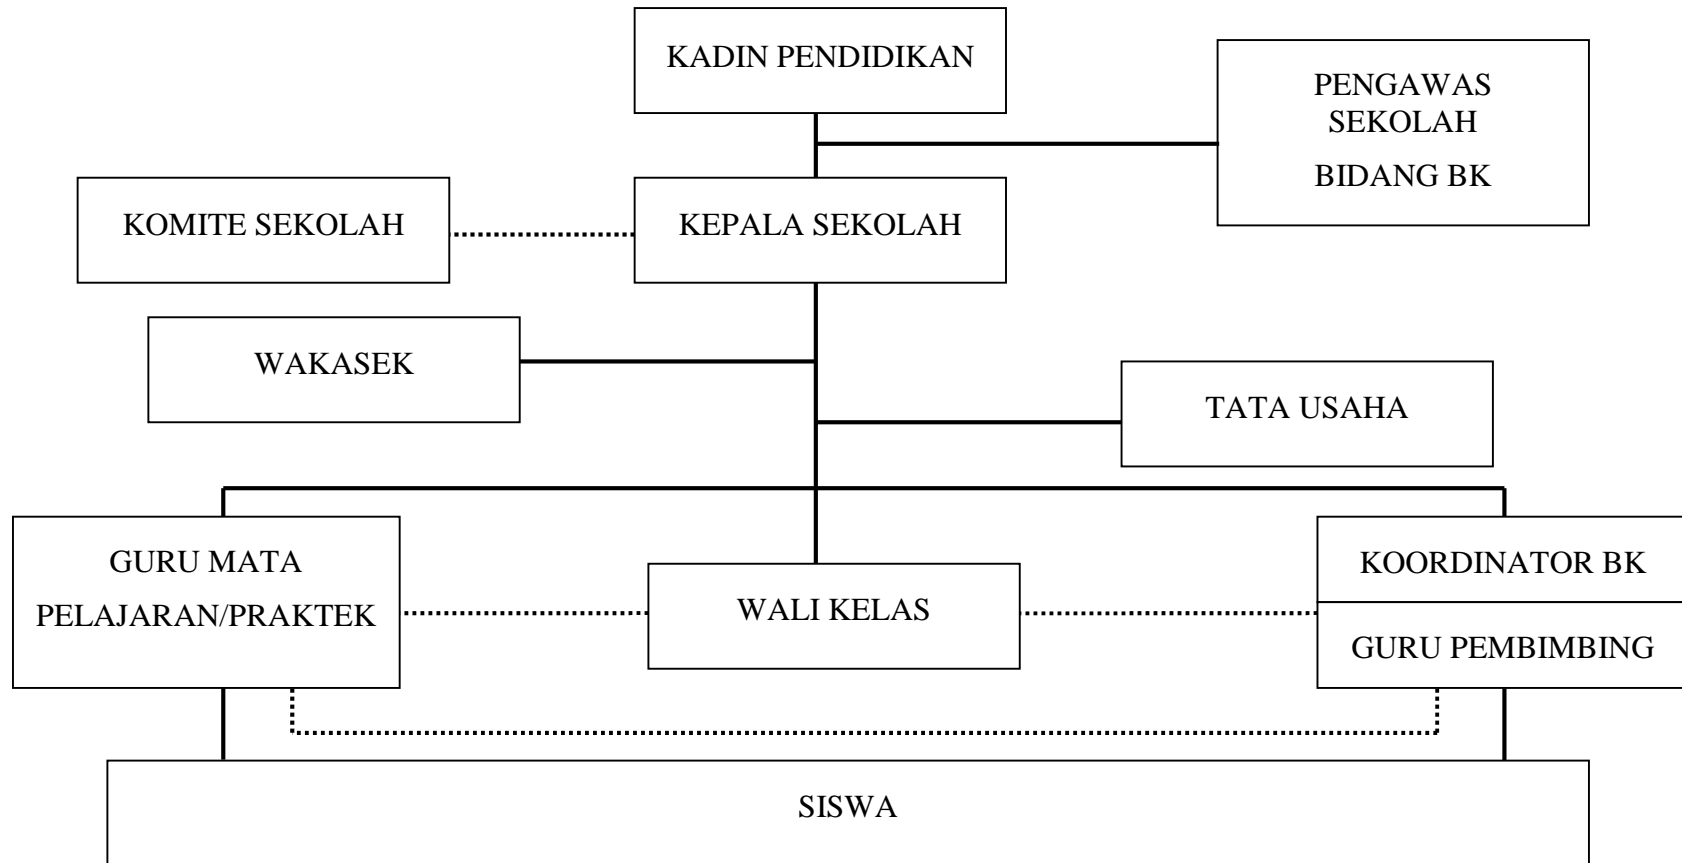 KADIN PENDIDIKAN
PENGAWAS
SEKOLAH
BIDANG BK
KOMITE SEKOLAH
KEPALA SEKOLAH
WAKASEK
TATA USAHA
GURU MATA
PELAJARAN/PRAKTEK
WALI KELAS
KOORDINATOR BK
GURU PEMBIMBING
SISWA